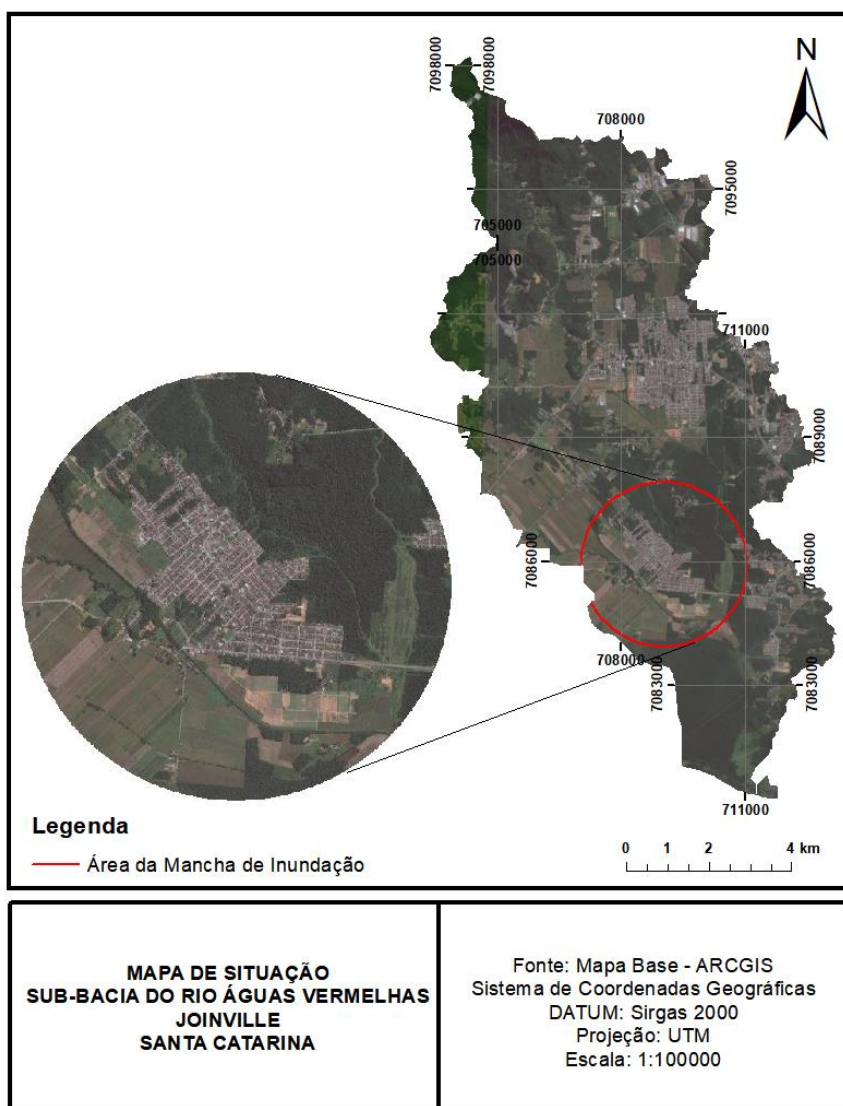 N
7098000
7098000
708000
7095000
705000
705000
711000
7089000
7086000
7086000
708000
7083000
7083000
711000
Legenda
Área da Mancha de Inundação
0 1 2 4 km
MAPA DE SITUAÇÃO
SUB-BACIA DO RIO ÁGUAS VERMELHAS
JOINVILLE
SANTA CATARINA
Fonte: Mapa Base - ARCGIS
Sistema de Coordenadas Geográficas
DATUM: Sirgas 2000
Projeção: UTM
Escala: 1:100000